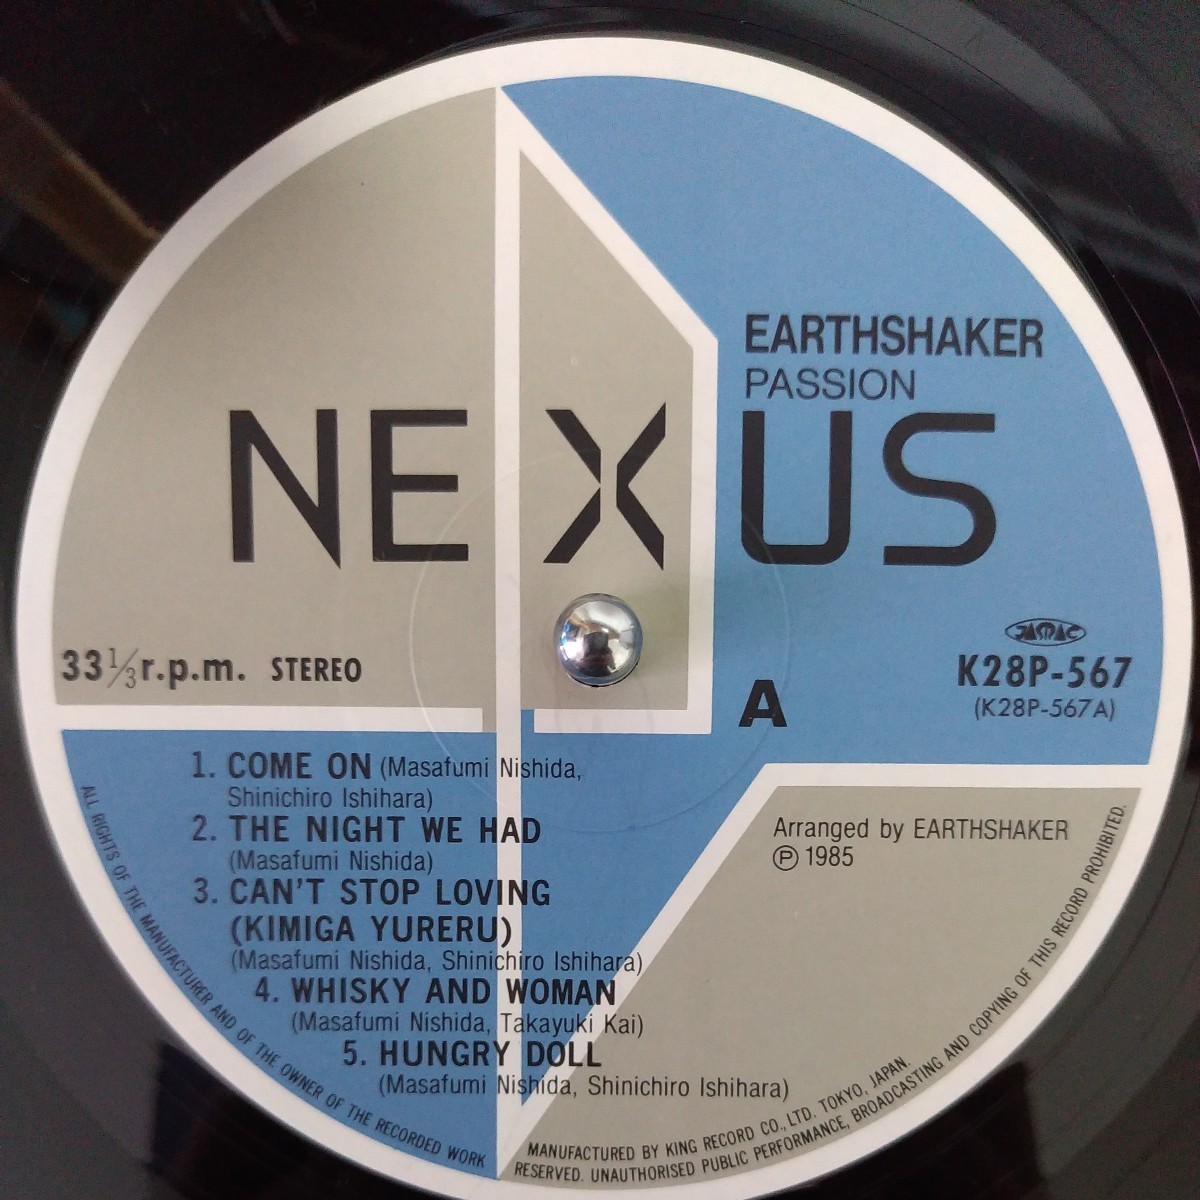 EARTHSHAKER
PASSION
NEXUS
33 1/3 r.p.m. STEREO
JASRAC
K28P-567
(K28P-567A)
A
1. COME ON (Masafumi Nishida,
Shinichiro Ishihara)
2. THE NIGHT WE HAD
(Masafumi Nishida)
3. CAN'T STOP LOVING
(KIMIGA YURERU)
(Masafumi Nishida, Shinichiro Ishihara)
4. WHISKY AND WOMAN
(Masafumi Nishida, Takayuki Kai)
5. HUNGRY DOLL
(Masafumi Nishida, Shinichiro Ishihara)
Arranged by EARTHSHAKER
℗ 1985
MANUFACTURED BY KING RECORD CO., LTD. TOKYO, JAPAN.
ALL RIGHTS OF THE MANUFACTURER AND OF THE OWNER OF THE RECORDED WORK
RESERVED. UNAUTHORISED PUBLIC PERFORMANCE, BROADCASTING AND COPYING OF THIS RECORD PROHIBITED.